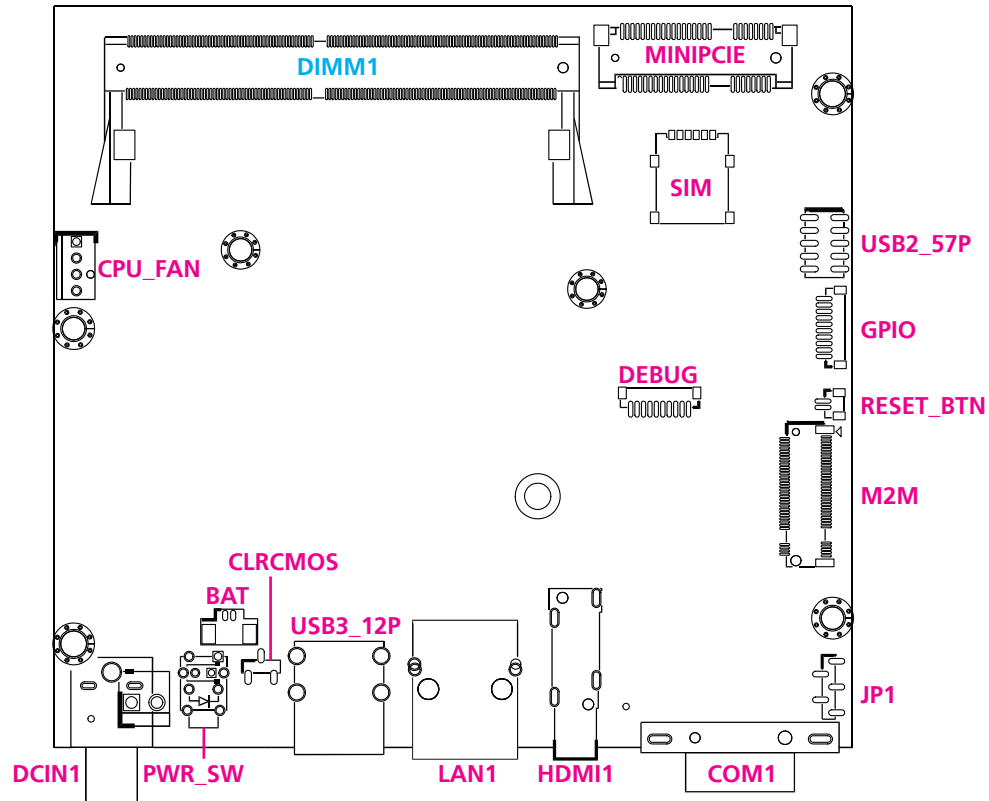 DIMM1
MINIPCIE
SIM
USB2_57P
CPU_FAN
GPIO
DEBUG
RESET_BTN
M2M
CLRCMOS
BAT
USB3_12P
JP1
DCIN1
PWR_SW
LAN1
HDMI1
COM1